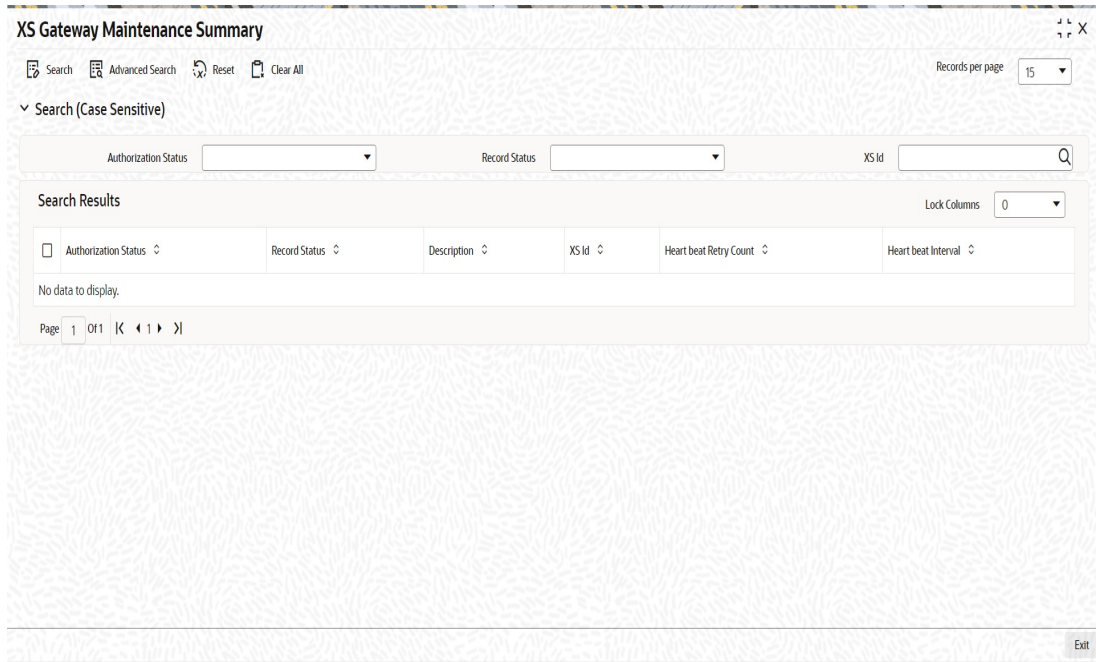 XS Gateway Maintenance Summary
Search Advanced Search Reset Clear All Records per page 15
Search (Case Sensitive)
Authorization Status Record Status XS Id
Search Results Lock Columns 0
Authorization Status Record Status Description XS Id Heart beat Retry Count Heart beat Interval
No data to display.
Page 1 Of 1 1
Exit